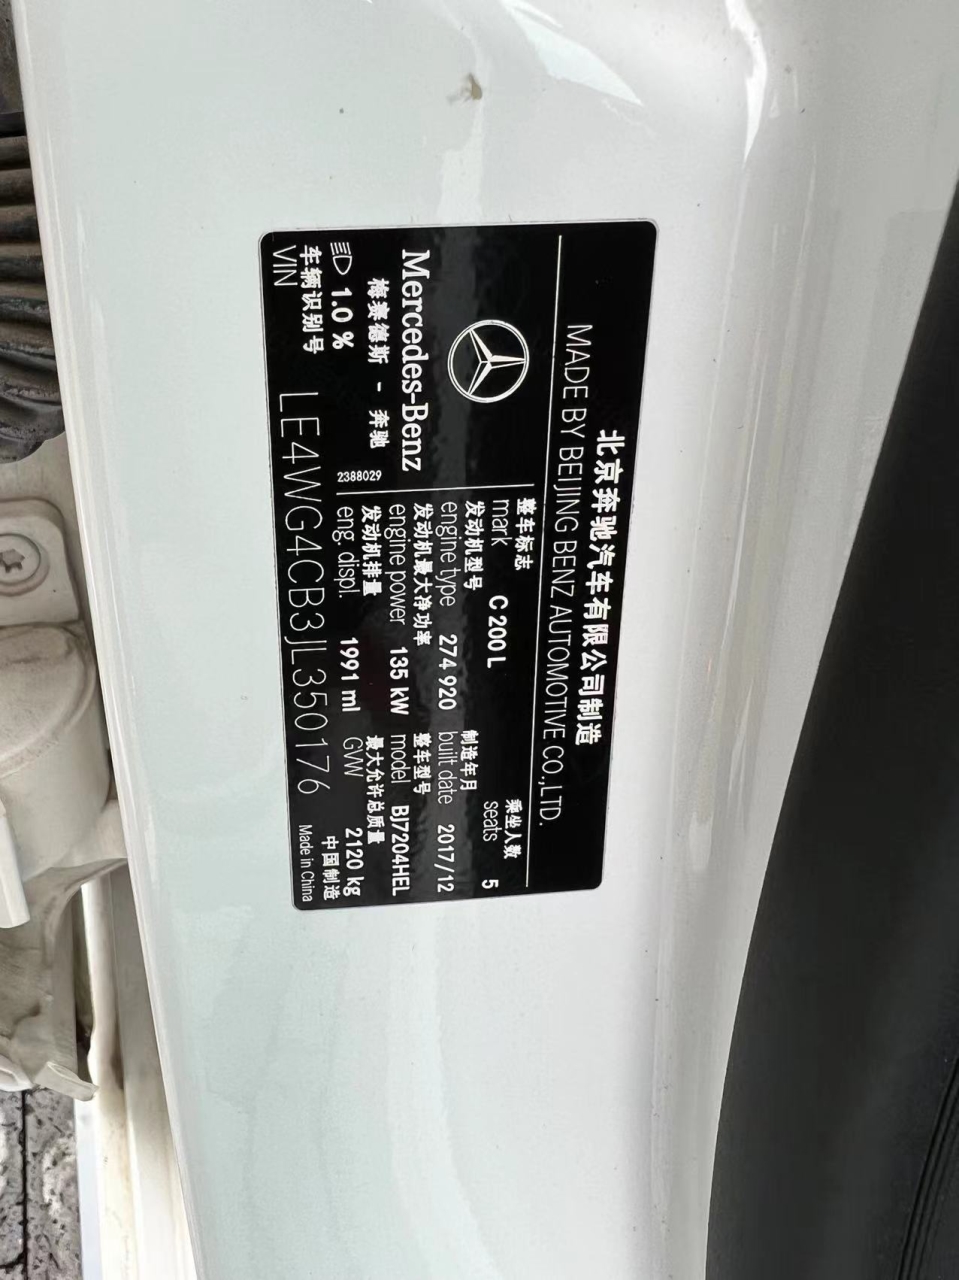 北京奔驰汽车有限公司制造
MADE BY BEIJING BENZ AUTOMOTIVE CO.,LTD.
Mercedes-Benz
梅赛德斯 - 奔驰
1.0 %
2388029
整车标志
mark C 200 L
乘坐人数
seats 5
发动机型号
engine type 274 920
制造年月
built date 2017/12
发动机最大净功率
engine power 135 kW
整车型号
model BJ7204HEL
发动机排量
eng. displ. 1991 ml
最大允许总质量
GVW 2120 kg
车辆识别号
VIN LE4WG4CB3JL350176
中国制造
Made in China